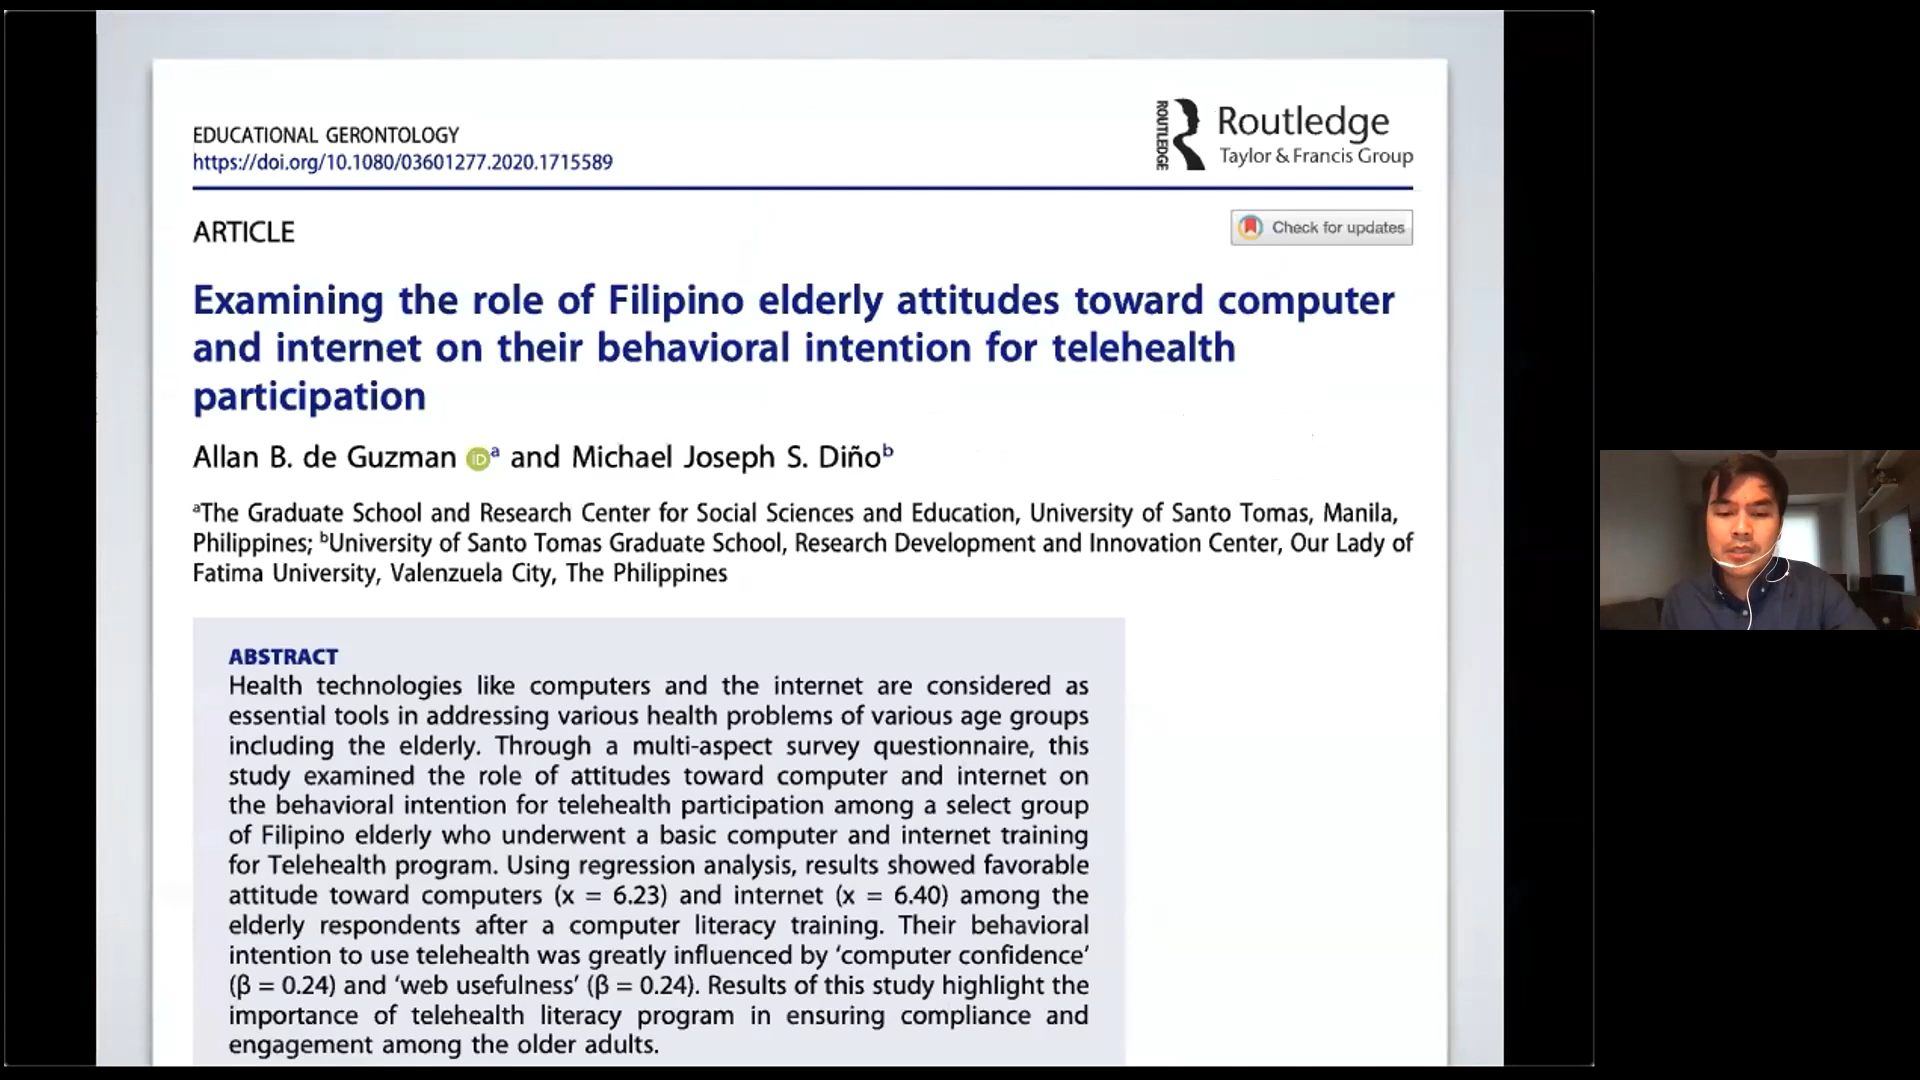 EDUCATIONAL GERONTOLOGY
https://doi.org/10.1080/03601277.2020.1715589
ROUTLEDGE
Routledge
Taylor & Francis Group
ARTICLE
Check for updates
Examining the role of Filipino elderly attitudes toward computer
and internet on their behavioral intention for telehealth
participation
Allan B. de Guzman iD a and Michael Joseph S. Diño b
aThe Graduate School and Research Center for Social Sciences and Education, University of Santo Tomas, Manila,
Philippines; bUniversity of Santo Tomas Graduate School, Research Development and Innovation Center, Our Lady of
Fatima University, Valenzuela City, The Philippines
ABSTRACT
Health technologies like computers and the internet are considered as
essential tools in addressing various health problems of various age groups
including the elderly. Through a multi-aspect survey questionnaire, this
study examined the role of attitudes toward computer and internet on
the behavioral intention for telehealth participation among a select group
of Filipino elderly who underwent a basic computer and internet training
for Telehealth program. Using regression analysis, results showed favorable
attitude toward computers (x = 6.23) and internet (x = 6.40) among the
elderly respondents after a computer literacy training. Their behavioral
intention to use telehealth was greatly influenced by ‘computer confidence’
(β = 0.24) and ‘web usefulness’ (β = 0.24). Results of this study highlight the
importance of telehealth literacy program in ensuring compliance and
engagement among the older adults.